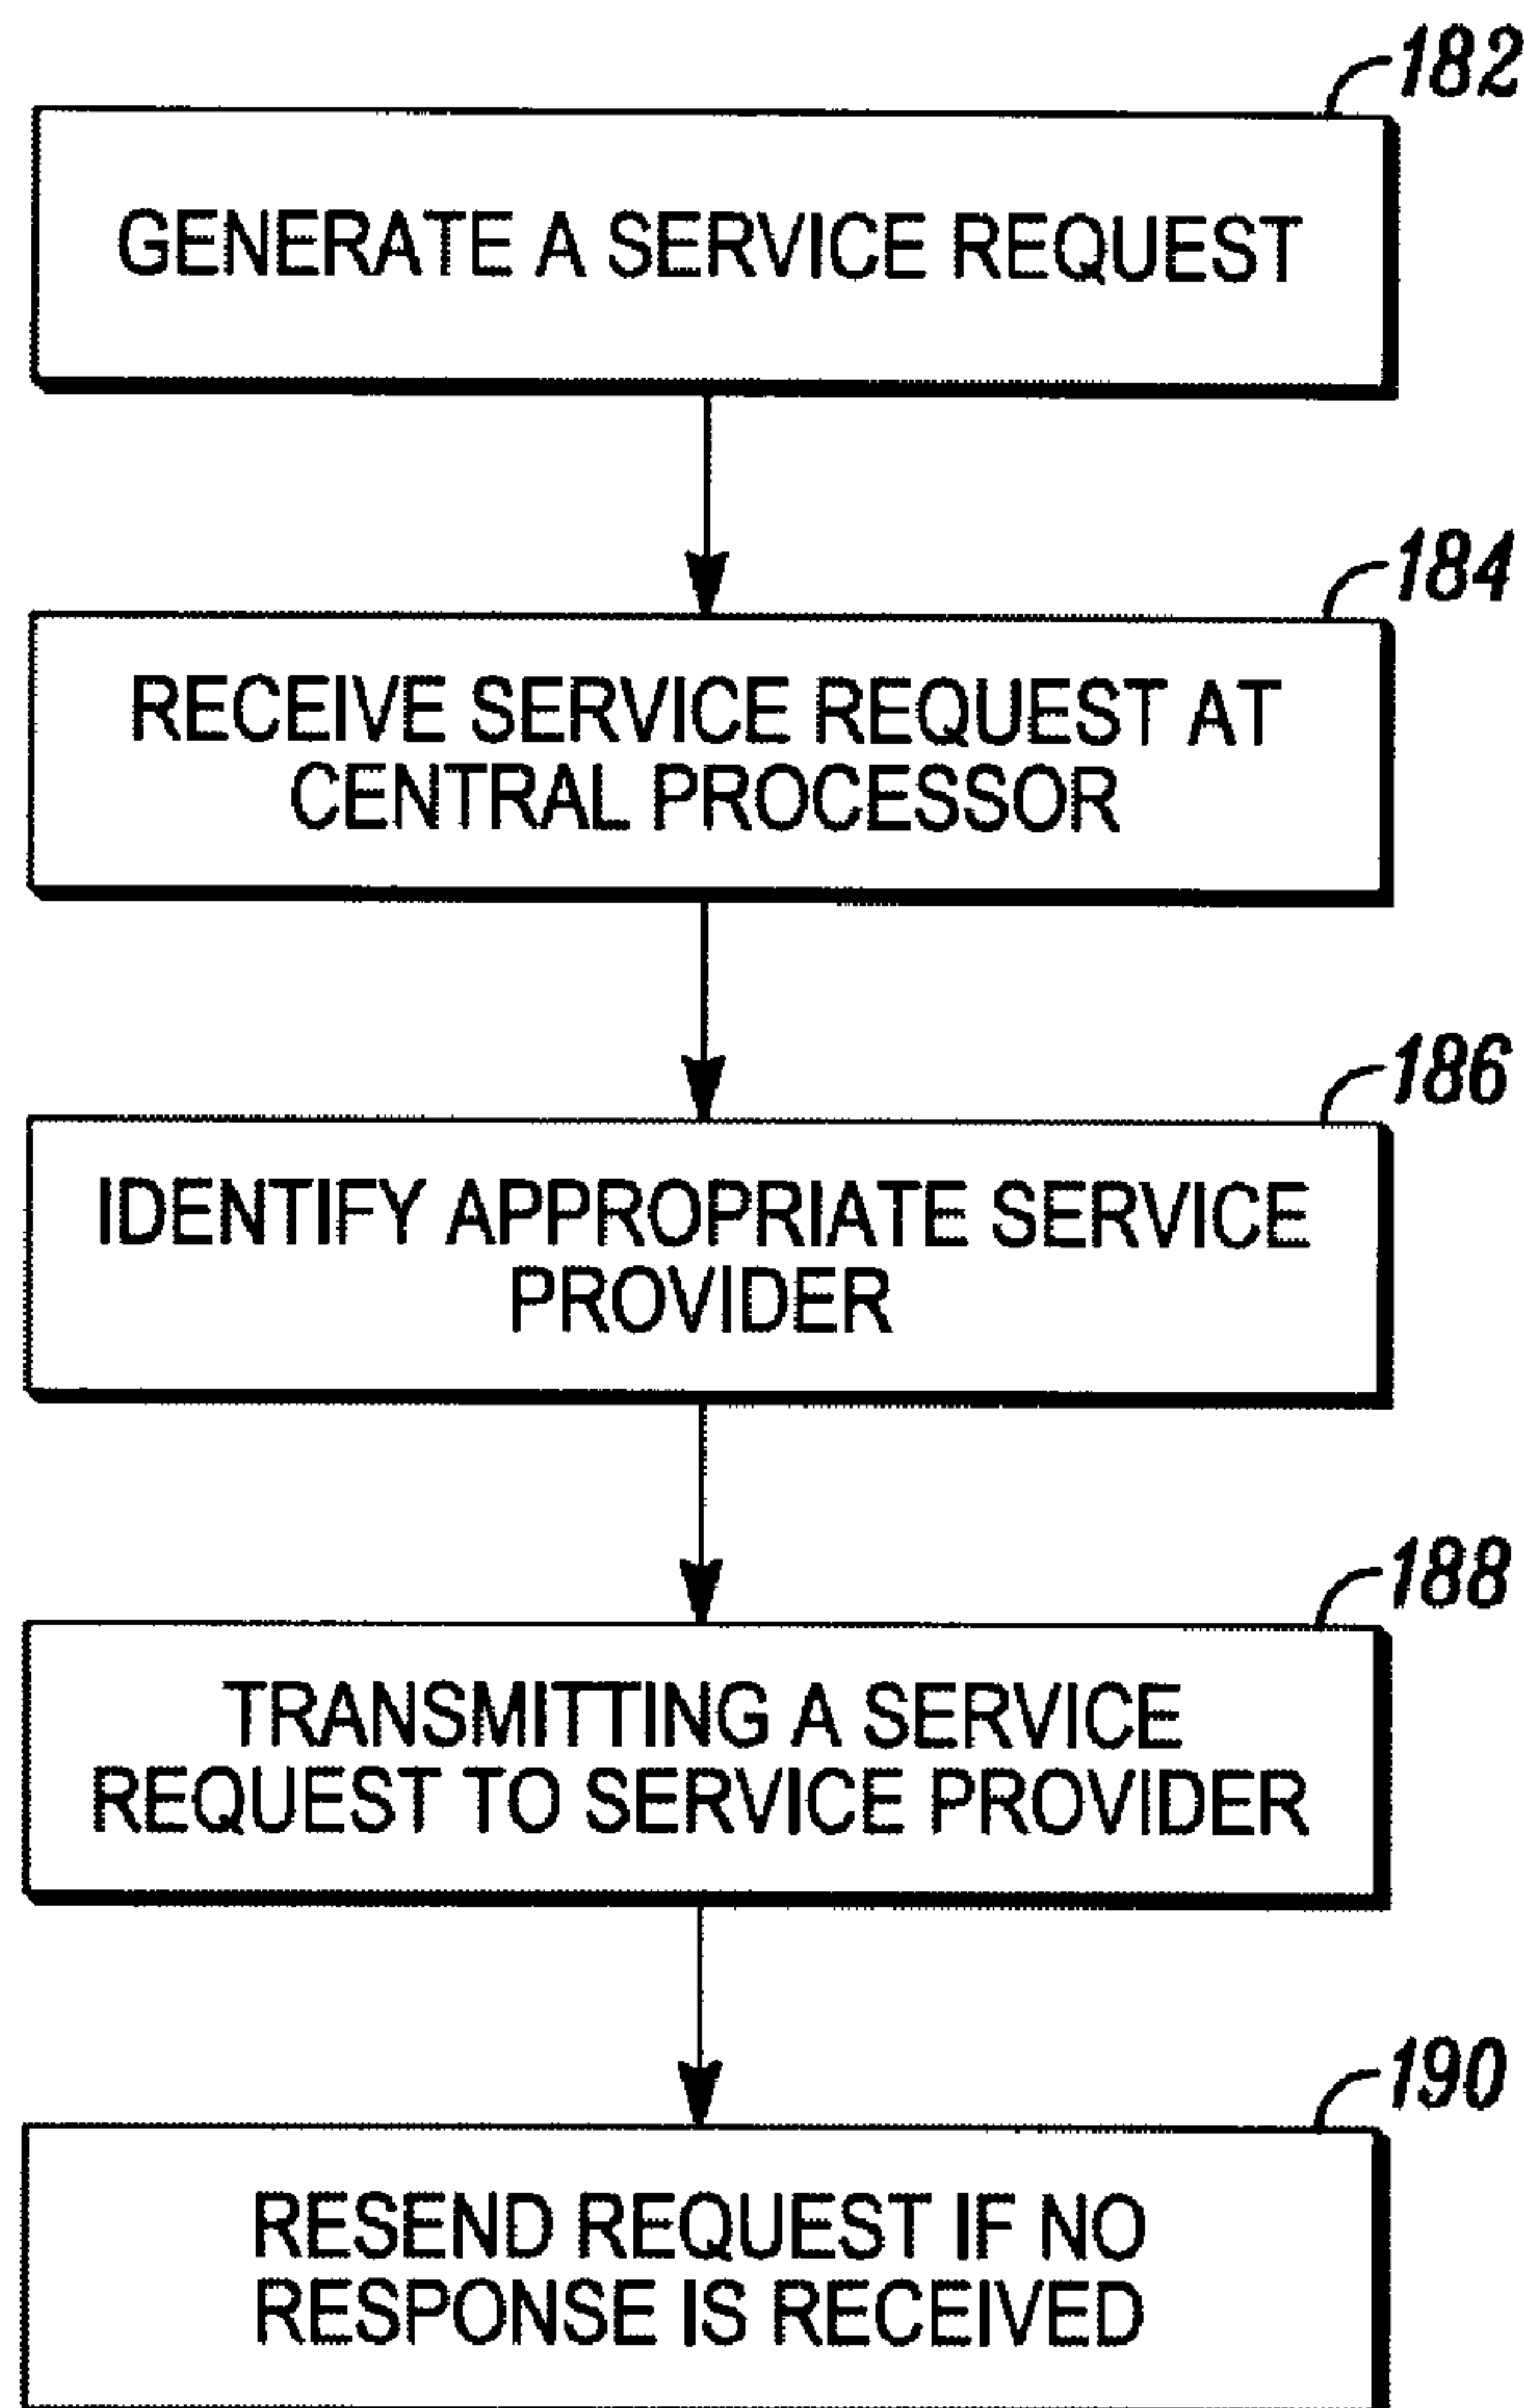 182
GENERATE A SERVICE REQUEST
184
RECEIVE SERVICE REQUEST AT
CENTRAL PROCESSOR
186
IDENTIFY APPROPRIATE SERVICE
PROVIDER
188
TRANSMITTING A SERVICE
REQUEST TO SERVICE PROVIDER
190
RESEND REQUEST IF NO
RESPONSE IS RECEIVED